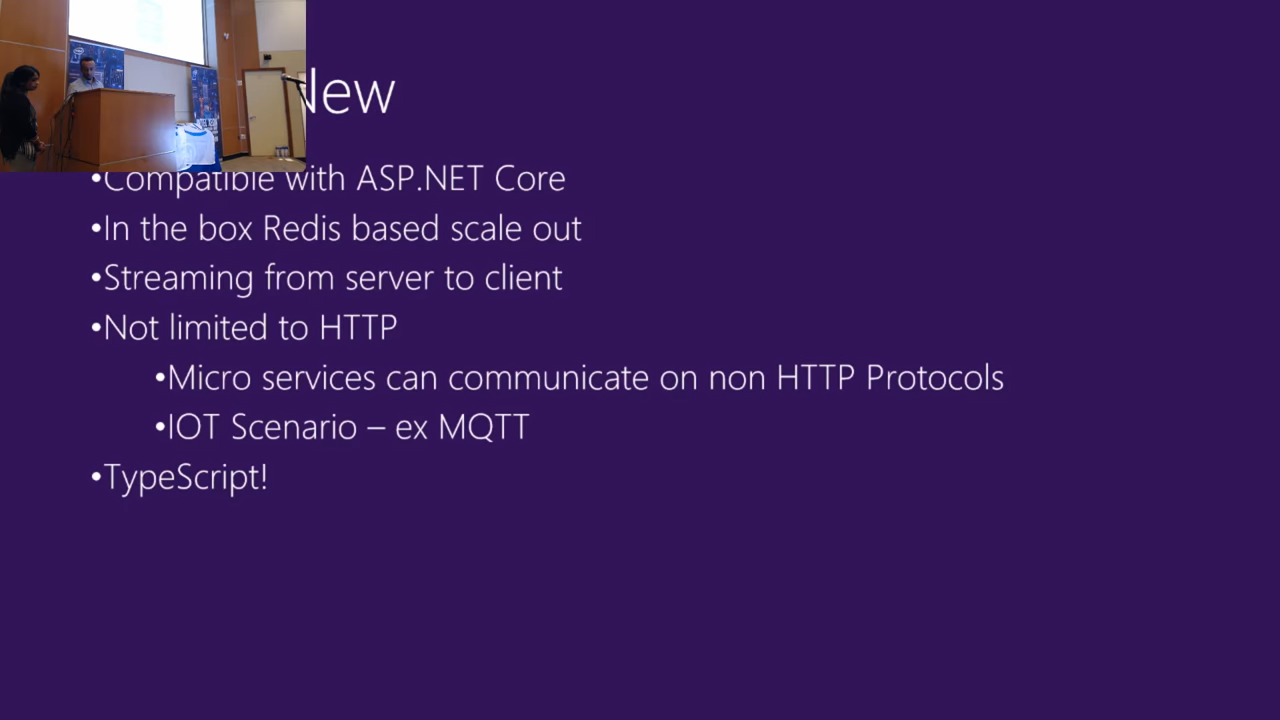 New
•Compatible with ASP.NET Core
•In the box Redis based scale out
•Streaming from server to client
•Not limited to HTTP
•Micro services can communicate on non HTTP Protocols
•IOT Scenario – ex MQTT
•TypeScript!